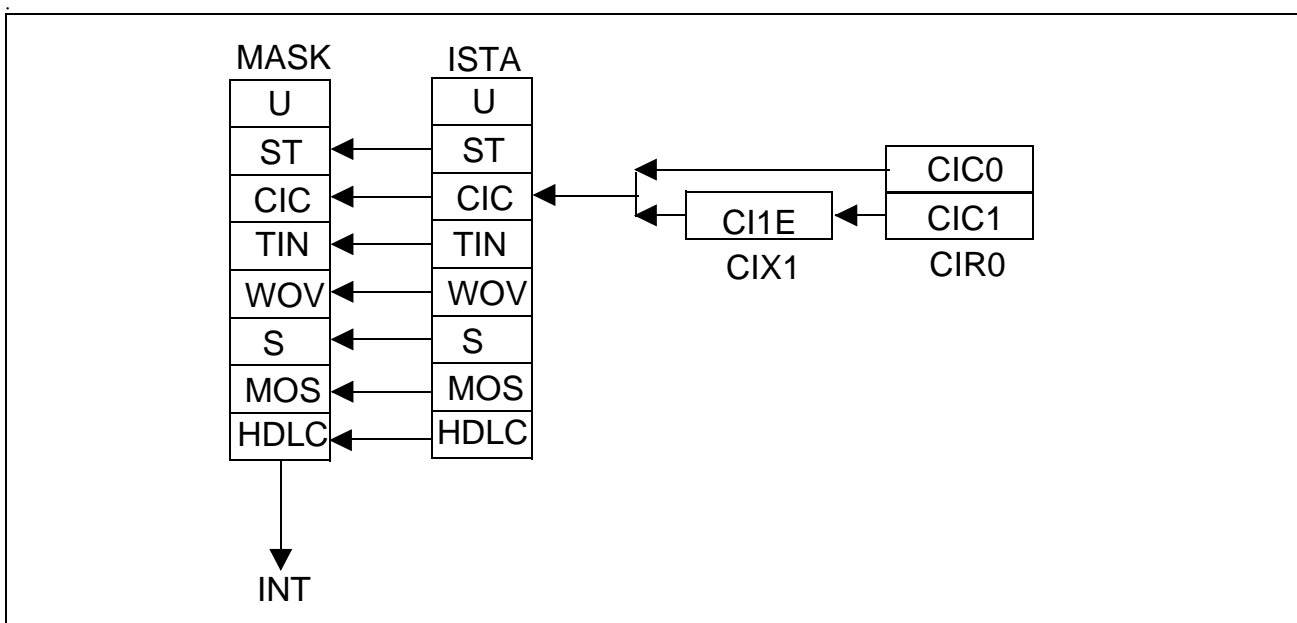 .
MASK ISTA
U U
ST ST
CIC0
CIC CIC
CI1E CIC1
TIN TIN
CIX1 CIR0
WOV WOV
S S
MOS MOS
HDLC HDLC
INT